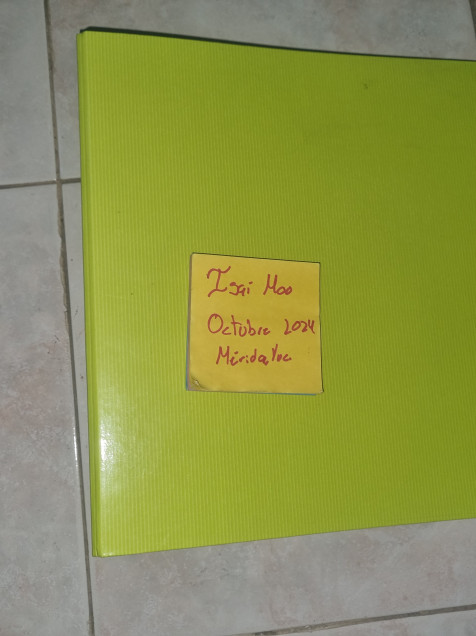 Isai Moo
Octubre 2024
Mérida, Yuc.